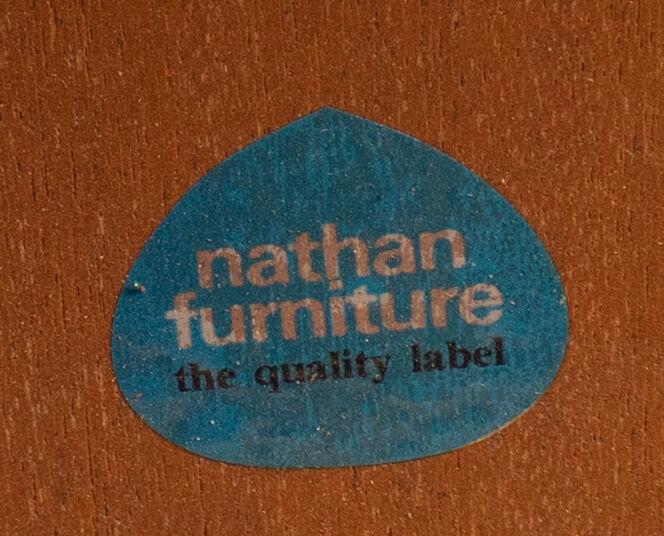 nathan
furniture
the quality label